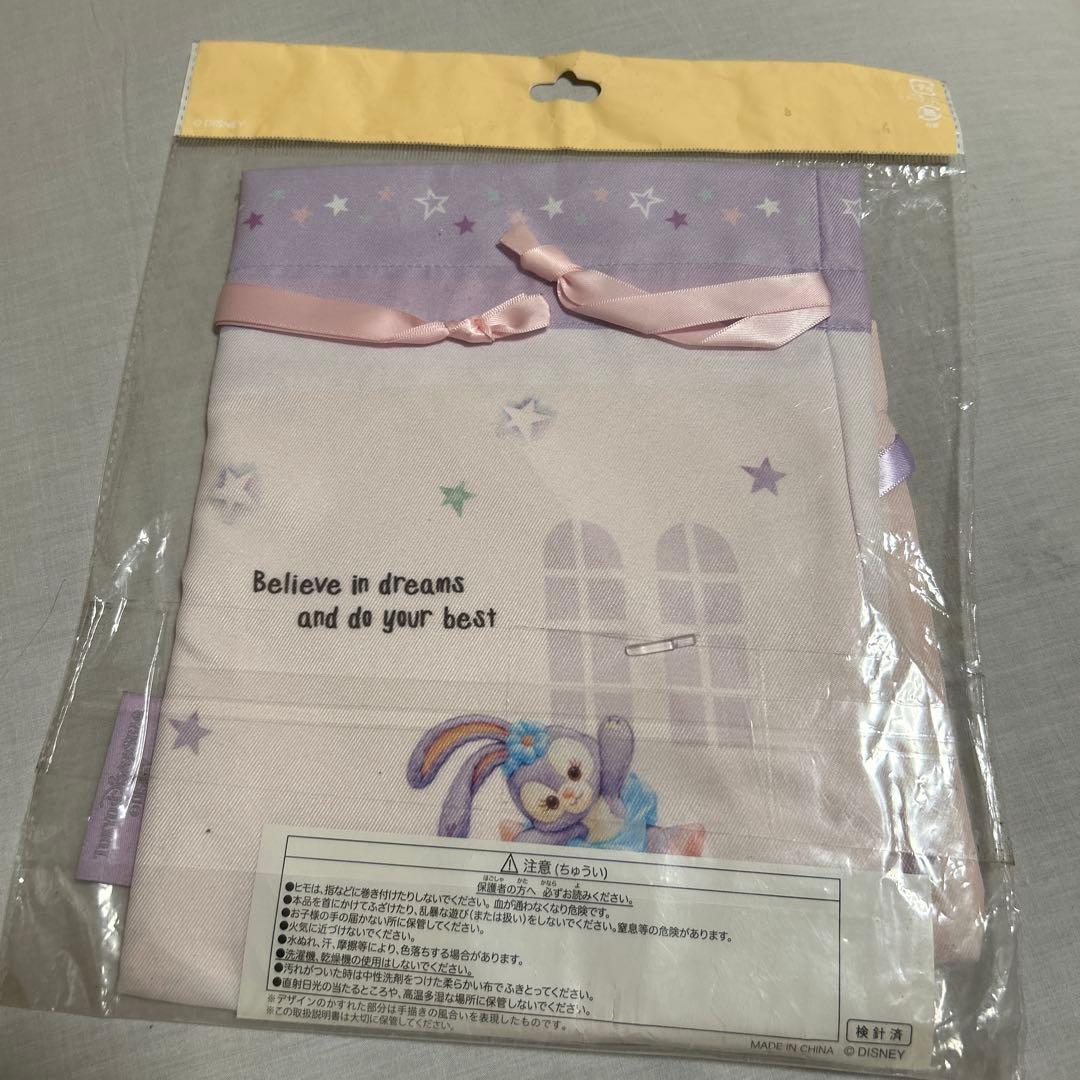 © DISNEY
Believe in dreams
and do your best
注意(ちゅうい)
ほごしゃ かた かなら よ
保護者の方へ 必ずお読みください。
●ヒモは、指などに巻き付けたりしないでください。血が通わなくなり危険です。
●本品を首にかけてふざけたり、乱暴な遊び(または扱い)をしないでください。窒息等の危険があります。
●お子様の手の届かない所に保管してください。
●火気に近づけないでください。
●水ぬれ、汗、摩擦等により、色落ちする場合があります。
●洗濯機、乾燥機の使用はしないでください。
●汚れがついた時は中性洗剤をつけた柔らかい布でふきとってください。
●直射日光の当たるところや、高温多湿な場所に保管しないでください。
※デザインのかすれた部分は手描きの風合いを表現したものです。
※この取扱説明書は大切に保管してください。
検針済
MADE IN CHINA © DISNEY